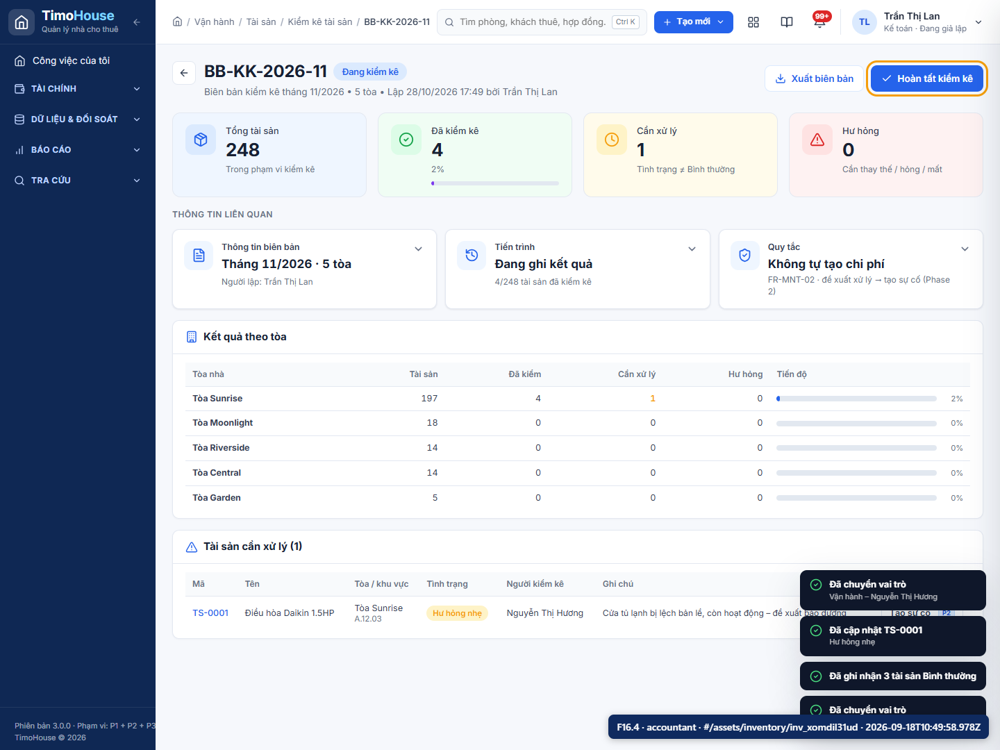 TimoHouse
Quản lý nhà cho thuê
Công việc của tôi
TÀI CHÍNH
DỮ LIỆU & ĐỐI SOÁT
BÁO CÁO
TRA CỨU
Phiên bản 3.0.0 · Phạm vi: P1 + P2 + P3
TimoHouse © 2026
/ Vận hành / Tài sản / Kiểm kê tài sản / BB-KK-2026-11
Tìm phòng, khách thuê, hợp đồng. Ctrl K
Tạo mới
99+
TL
Trần Thị Lan
Kế toán · Đang giả lập
BB-KK-2026-11 Đang kiểm kê
Biên bản kiểm kê tháng 11/2026 • 5 tòa • Lập 28/10/2026 17:49 bởi Trần Thị Lan
Xuất biên bản
Hoàn tất kiểm kê
Tổng tài sản
248
Trong phạm vi kiểm kê
Đã kiểm kê
4
2%
Cần xử lý
1
Tình trạng ≠ Bình thường
Hư hỏng
0
Cần thay thế / hỏng / mất
THÔNG TIN LIÊN QUAN
Thông tin biên bản
Tháng 11/2026 · 5 tòa
Người lập: Trần Thị Lan
Tiến trình
Đang ghi kết quả
4/248 tài sản đã kiểm kê
Quy tắc
Không tự tạo chi phí
FR-MNT-02 · đề xuất xử lý → tạo sự cố (Phase
2)
Kết quả theo tòa
Tòa nhà Tài sản Đã kiểm Cần xử lý Hư hỏng Tiến độ
Tòa Sunrise 197 4 1 0 2%
Tòa Moonlight 18 0 0 0 0%
Tòa Riverside 14 0 0 0 0%
Tòa Central 14 0 0 0 0%
Tòa Garden 5 0 0 0 0%
Tài sản cần xử lý (1)
Mã Tên Tòa / khu vực Tình trạng Người kiểm kê Ghi chú
TS-0001 Điều hòa Daikin 1.5HP Tòa Sunrise
A.12.03
Hư hỏng nhẹ Nguyễn Thị Hương Cửa tủ lạnh bị lệch bản lề, còn hoạt động – đề xuất bảo dưỡng Tạo sự cố P2
Đã chuyển vai trò
Vận hành – Nguyễn Thị Hương
Đã cập nhật TS-0001
Hư hỏng nhẹ
Đã ghi nhận 3 tài sản Bình thường
Đã chuyển vai trò
F16.4 · accountant · #/assets/inventory/inv_xomdil31ud · 2026-09-18T10:49:58.978Z